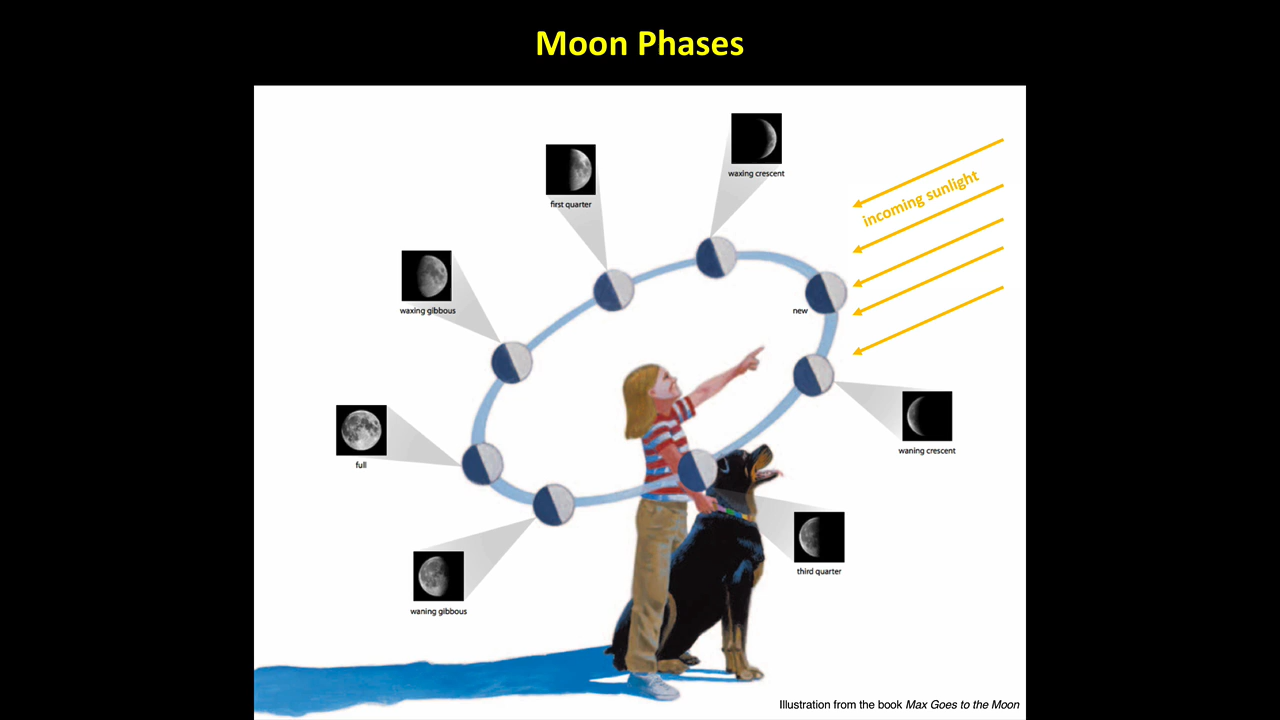 Moon Phases
waxing crescent
first quarter
incoming sunlight
waxing gibbous
new
full
waning crescent
third quarter
waning gibbous
Illustration from the book Max Goes to the Moon